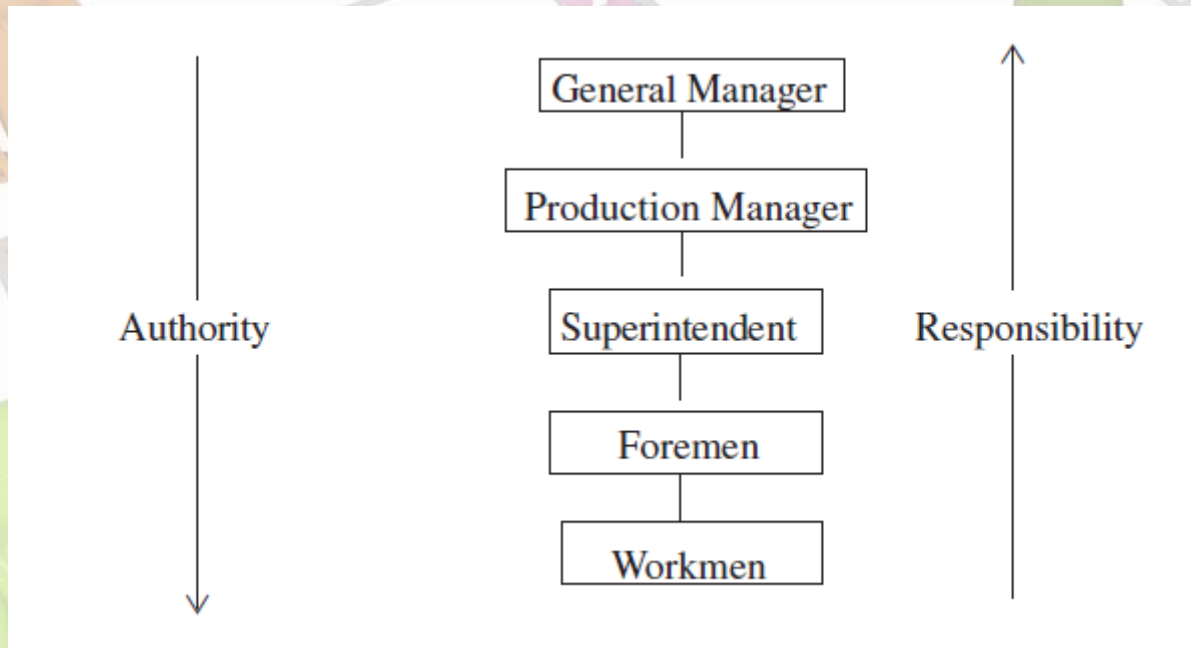 General Manager
Production Manager
Authority
Superintendent
Responsibility
Foremen
Workmen